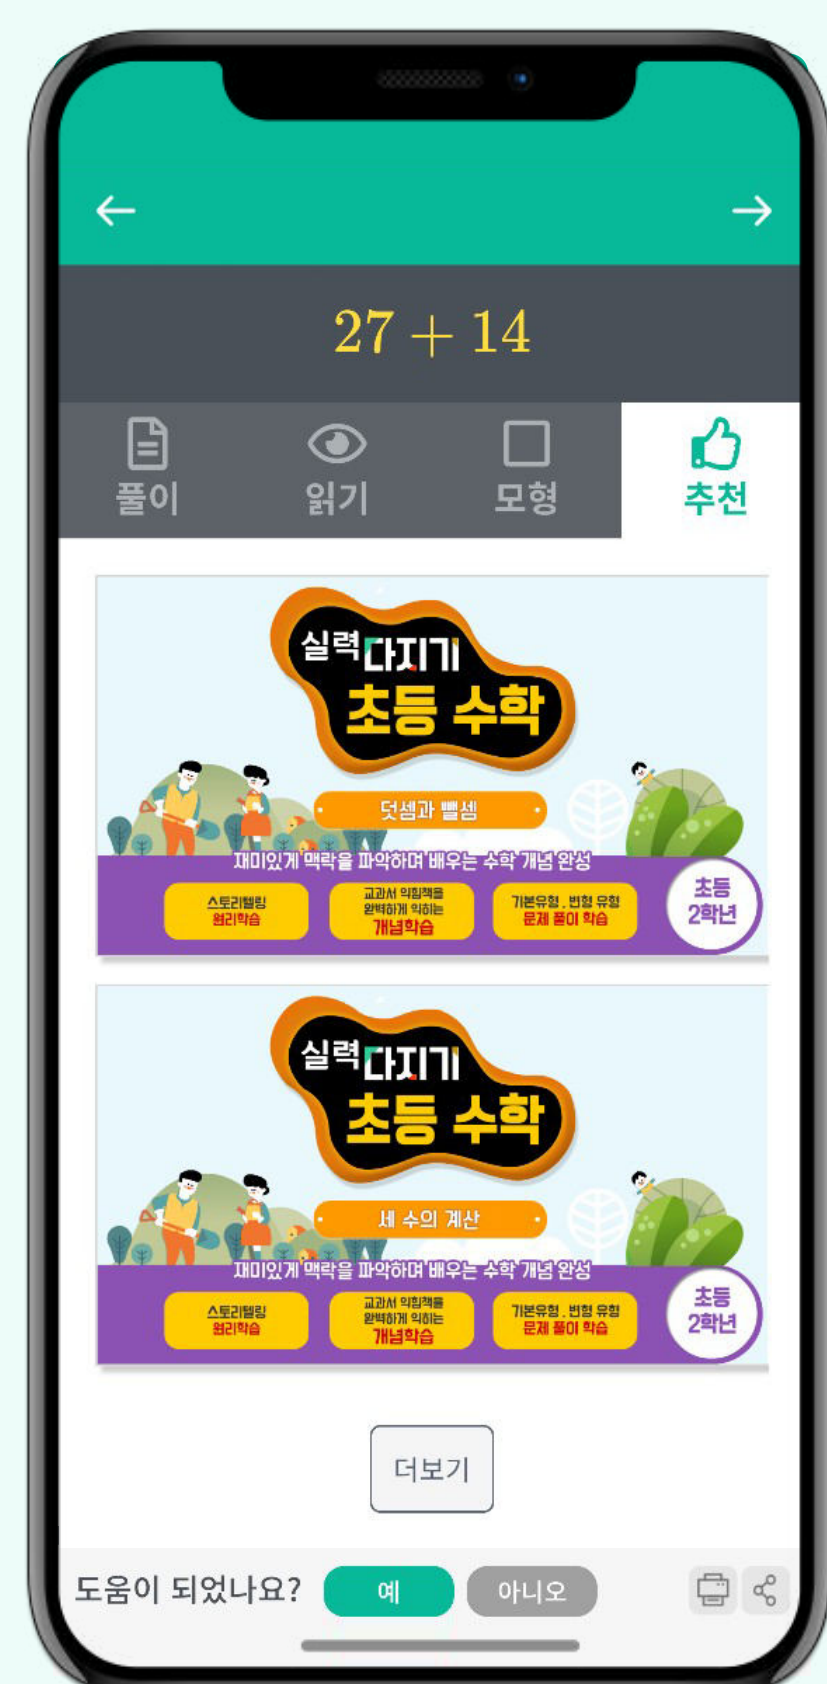 27 + 14
풀이
읽기
모형
추천
실력 다지기
초등 수학
덧셈과 뺄셈
재미있게 맥락을 파악하며 배우는 수학 개념 완성
스토리텔링
원리학습
교과서 익힘책을
완벽하게 익히는
개념학습
기본유형 . 변형 유형
문제 풀이 학습
초등
2학년
실력 다지기
초등 수학
세 수의 계산
재미있게 맥락을 파악하며 배우는 수학 개념 완성
스토리텔링
원리학습
교과서 익힘책을
완벽하게 익히는
개념학습
기본유형 . 변형 유형
문제 풀이 학습
초등
2학년
더보기
도움이 되었나요?
예
아니오